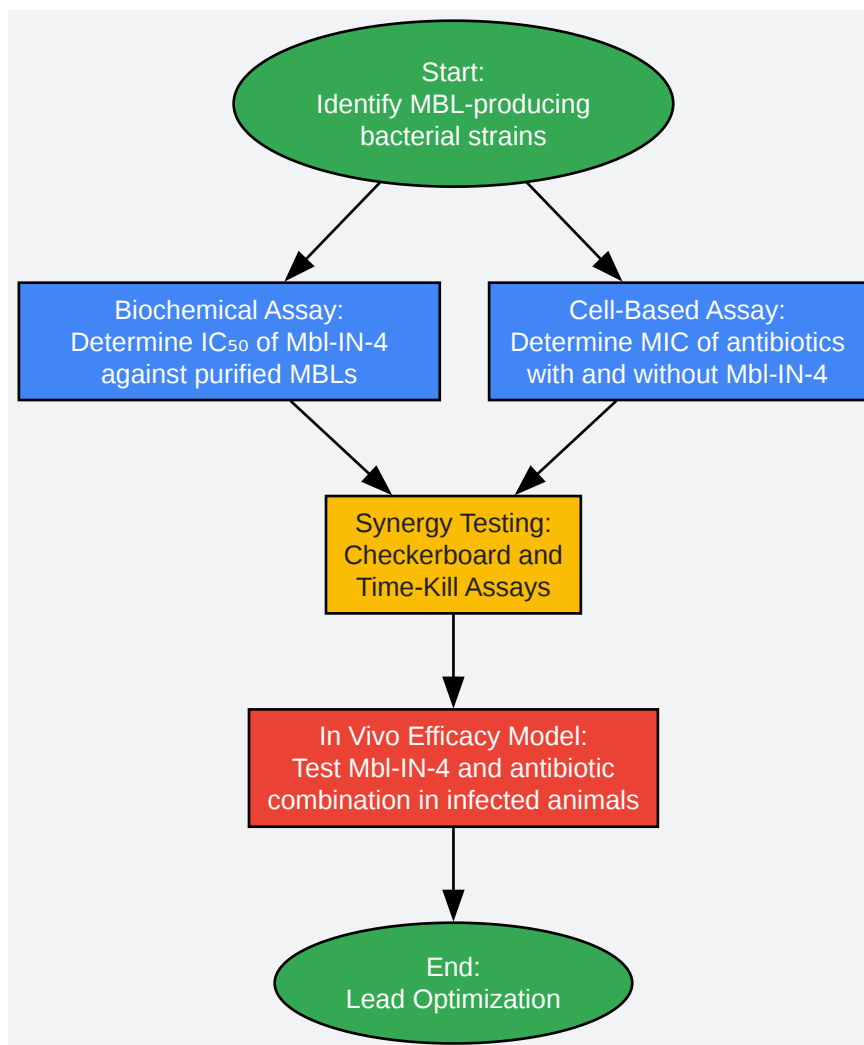 Start:
Identify MBL-producing
bacterial strains
Biochemical Assay:
Determine IC₅₀ of Mbl-IN-4
against purified MBLs
Cell-Based Assay:
Determine MIC of antibiotics
with and without Mbl-IN-4
Synergy Testing:
Checkerboard and
Time-Kill Assays
In Vivo Efficacy Model:
Test Mbl-IN-4 and antibiotic
combination in infected animals
End:
Lead Optimization